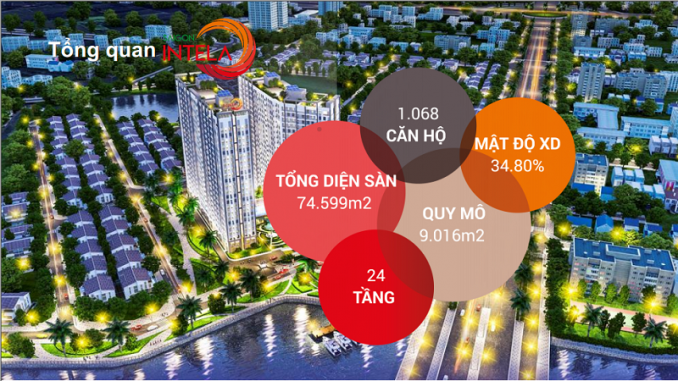 Tổng quan
SAIGON
INTELA
1.068
CĂN HỘ
MẬT ĐỘ XD
34.80%
TỔNG DIỆN SÀN
74.599m2
QUY MÔ
9.016m2
24
TẦNG